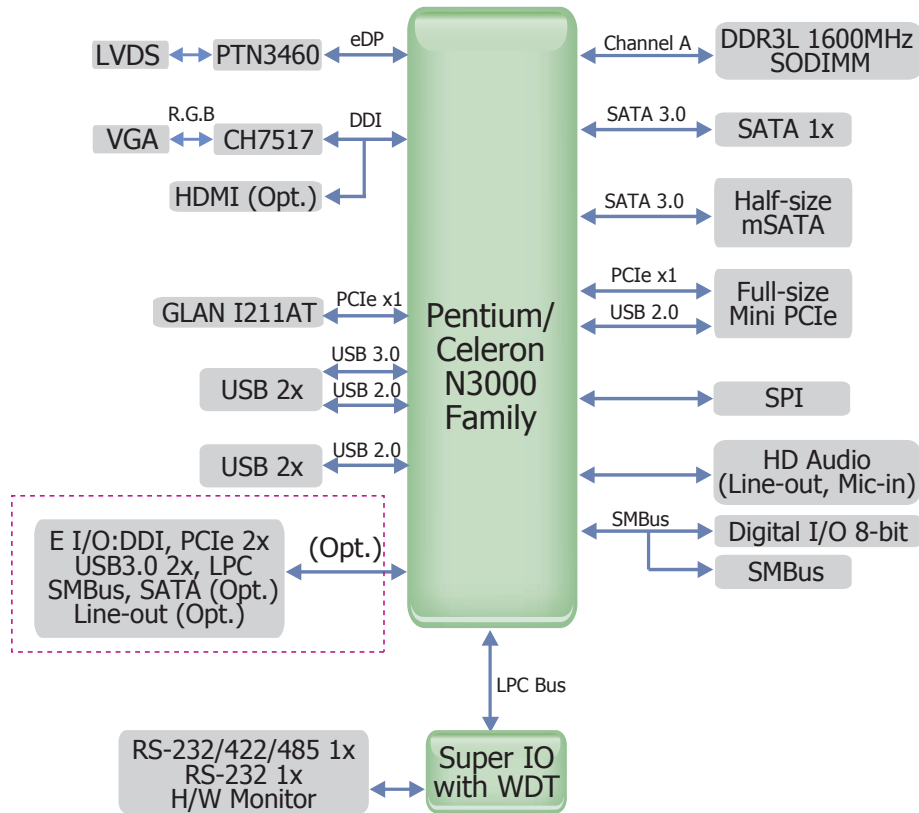 LVDS
PTN3460
eDP
VGA
R.G.B
CH7517
DDI
HDMI (Opt.)
GLAN I211AT
PCIe x1
USB 2x
USB 3.0
USB 2.0
USB 2x
USB 2.0
E I/O:DDI, PCIe 2x
USB3.0 2x, LPC
SMBus, SATA (Opt.)
Line-out (Opt.)
(Opt.)
Pentium/
Celeron
N3000
Family
Channel A
DDR3L 1600MHz
SODIMM
SATA 3.0
SATA 1x
SATA 3.0
Half-size
mSATA
PCIe x1
USB 2.0
Full-size
Mini PCIe
SPI
HD Audio
(Line-out, Mic-in)
SMBus
Digital I/O 8-bit
SMBus
LPC Bus
RS-232/422/485 1x
RS-232 1x
H/W Monitor
Super IO
with WDT